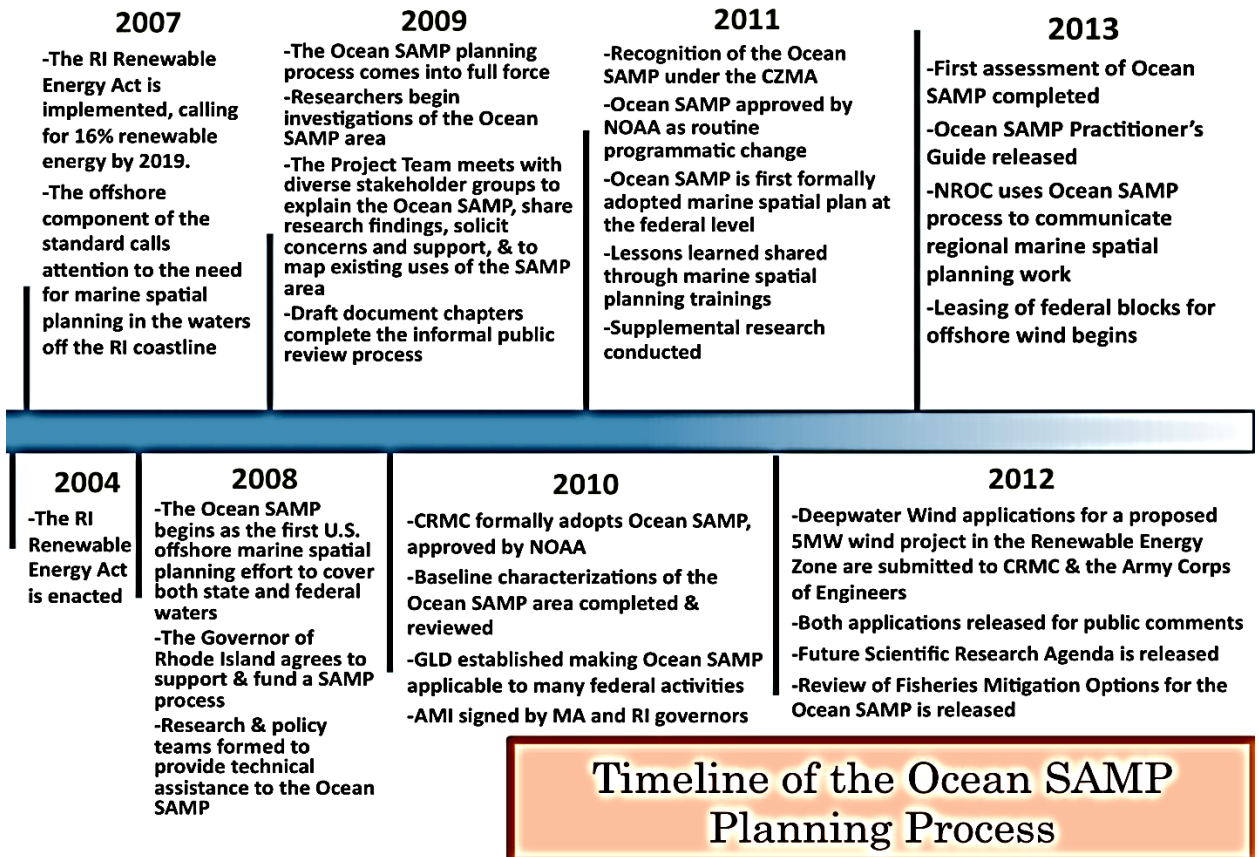 2007
-The RI Renewable
Energy Act is
implemented, calling
for 16% renewable
energy by 2019.
-The offshore
component of the
standard calls
attention to the need
for marine spatial
planning in the waters
off the RI coastline
2009
-The Ocean SAMP planning
process comes into full force
-Researchers begin
investigations of the Ocean
SAMP area
-The Project Team meets with
diverse stakeholder groups to
explain the Ocean SAMP, share
research findings, solicit
concerns and support, & to
map existing uses of the SAMP
area
-Draft document chapters
complete the informal public
review process
2011
-Recognition of the Ocean
SAMP under the CZMA
-Ocean SAMP approved by
NOAA as routine
programmatic change
-Ocean SAMP is first formally
adopted marine spatial plan at
the federal level
-Lessons learned shared
through marine spatial
planning trainings
-Supplemental research
conducted
2013
-First assessment of Ocean
SAMP completed
-Ocean SAMP Practitioner's
Guide released
-NROC uses Ocean SAMP
process to communicate
regional marine spatial
planning work
-Leasing of federal blocks for
offshore wind begins
2004
-The RI
Renewable
Energy Act
is enacted
2008
-The Ocean SAMP
begins as the first U.S.
offshore marine spatial
planning effort to cover
both state and federal
waters
-The Governor of
Rhode Island agrees to
support & fund a SAMP
process
-Research & policy
teams formed to
provide technical
assistance to the Ocean
SAMP
2010
-CRMC formally adopts Ocean SAMP,
approved by NOAA
-Baseline characterizations of the
Ocean SAMP area completed &
reviewed
-GLD established making Ocean SAMP
applicable to many federal activities
-AMI signed by MA and RI governors
2012
-Deepwater Wind applications for a proposed
5MW wind project in the Renewable Energy
Zone are submitted to CRMC & the Army Corps
of Engineers
-Both applications released for public comments
-Future Scientific Research Agenda is released
-Review of Fisheries Mitigation Options for the
Ocean SAMP is released
Timeline of the Ocean SAMP
Planning Process